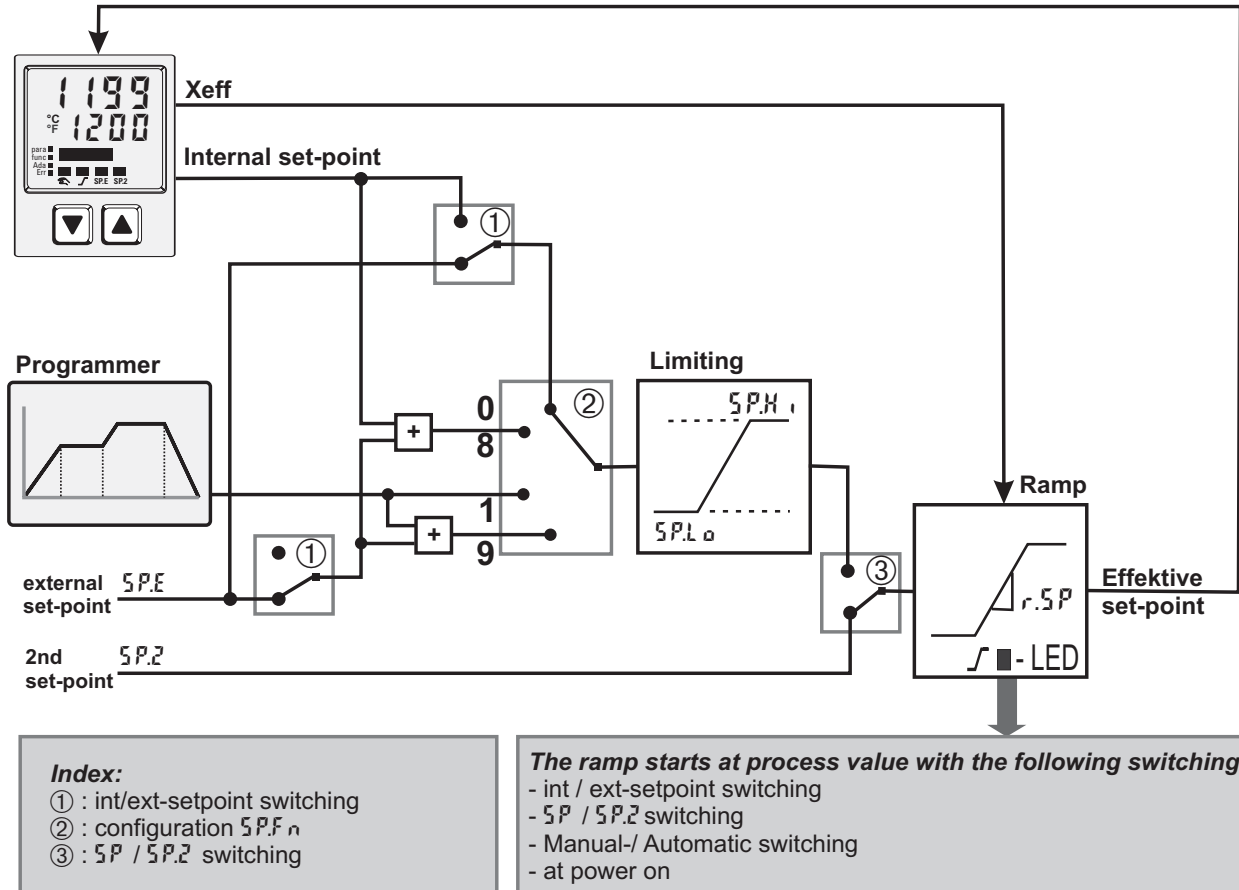 1199
°C
°F
1200
para
func
Ada
Err
SP.E SP.2
Xeff
Internal set-point
①
Programmer
Limiting
0
8
1
9
+
+
②
SP.Hi
SP.Lo
①
③
Ramp
r.SP
- LED
Effektive
set-point
external
set-point
SP.E
2nd
set-point
SP.2
Index:
① : int/ext-setpoint switching
② : configuration SP.Fn
③ : SP / SP.2 switching
The ramp starts at process value with the following switching
- int / ext-setpoint switching
- SP / SP.2 switching
- Manual-/ Automatic switching
- at power on